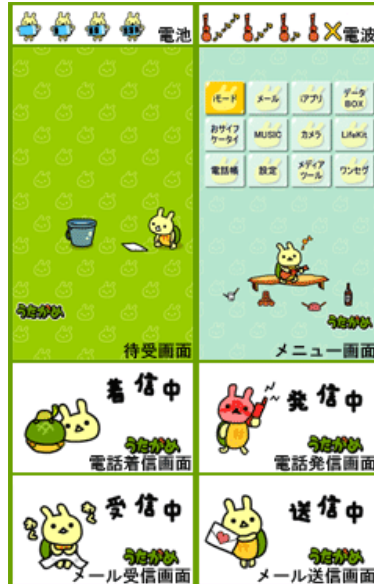 電池
電波
iモード
メール
iアプリ
データ
BOX
おサイフ
ケータイ
MUSIC
カメラ
LifeKit
電話帳
設定
メディア
ツール
ワンセグ
うたがめ
待受画面
うたがめ
メニュー画面
着信中
うたがめ
電話着信画面
発信中
うたがめ
電話発信画面
受信中
うたがめ
メール受信画面
送信中
うたがめ
メール送信画面